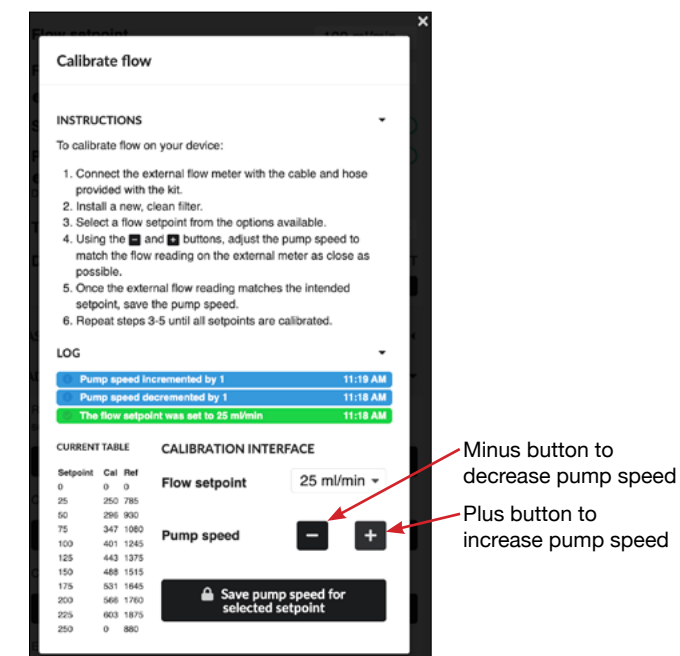 Flow setpoint
×
Calibrate flow
INSTRUCTIONS
To calibrate flow on your device:
1. Connect the external flow meter with the cable and hose
provided with the kit.
2. Install a new, clean filter.
3. Select a flow setpoint from the options available.
4. Using the - and + buttons, adjust the pump speed to
match the flow reading on the external meter as close as
possible.
5. Once the external flow reading matches the intended
setpoint, save the pump speed.
6. Repeat steps 3-5 until all setpoints are calibrated.
LOG
Pump speed incremented by 1 11:19 AM
Pump speed decremented by 1 11:18 AM
The flow setpoint was set to 25 ml/min 11:18 AM
CURRENT TABLE
Setpoint Cal Ref
0 0 0
25 250 785
50 296 930
75 347 1080
100 401 1245
125 443 1375
150 488 1515
175 531 1645
200 566 1760
225 603 1875
250 0 880
CALIBRATION INTERFACE
Flow setpoint 25 ml/min
Pump speed - +
Save pump speed for
selected setpoint
Minus button to
decrease pump speed
Plus button to
increase pump speed